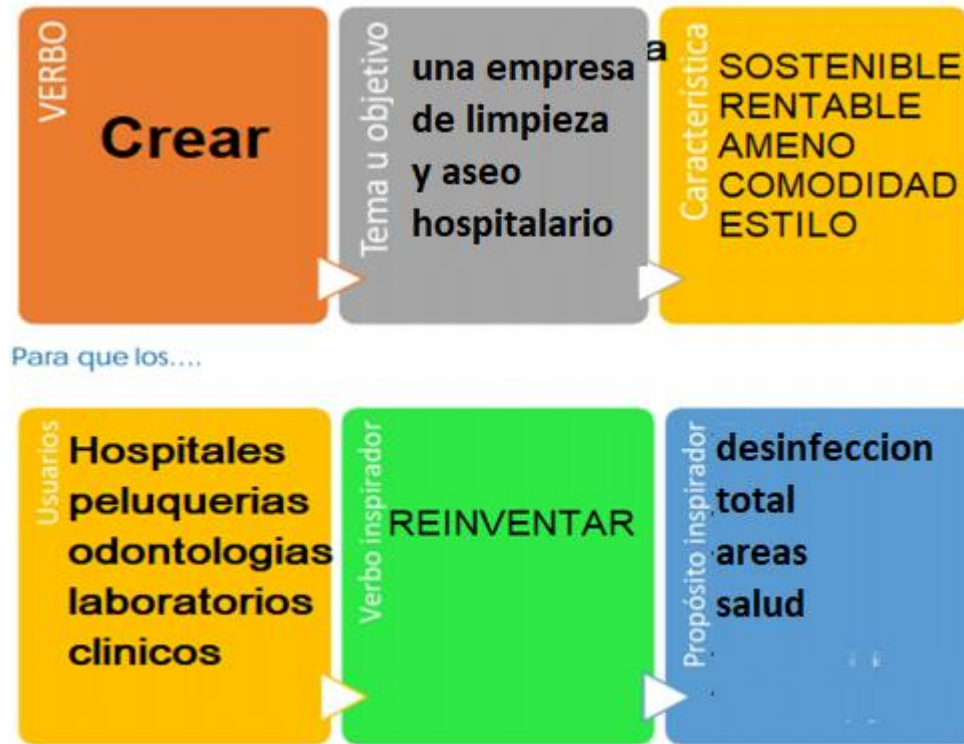 VERBO
Crear
Tema u objetivo
a
una empresa
de limpieza
y aseo
hospitalario
Característica
SOSTENIBLE
RENTABLE
AMENO
COMODIDAD
ESTILO
Para que los....
Usuarios
Hospitales
peluquerias
odontologias
laboratorios
clinicos
Verbo inspirador
REINVENTAR
Propósito inspirador
desinfeccion
total
areas
salud